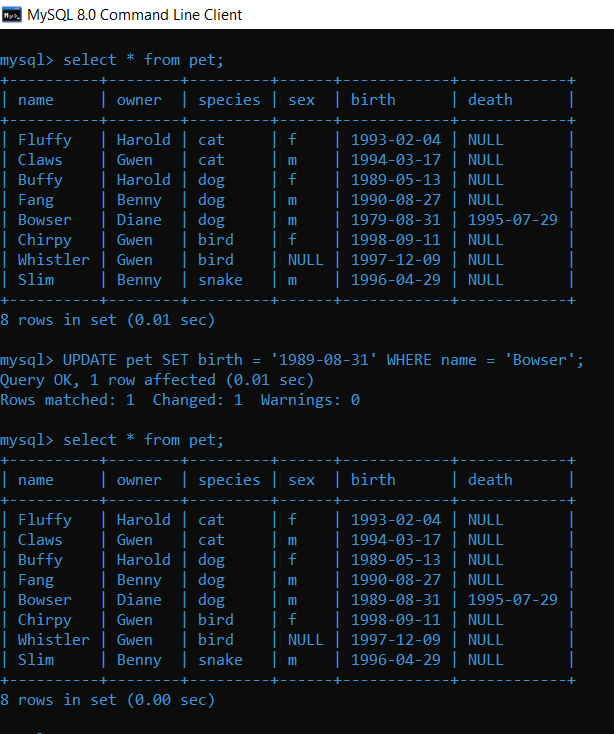 MySQL 8.0 Command Line Client
mysql> select * from pet;
+----------+--------+---------+------+------------+------------+
| name     | owner  | species | sex  | birth      | death      |
+----------+--------+---------+------+------------+------------+
| Fluffy   | Harold | cat     | f    | 1993-02-04 | NULL       |
| Claws    | Gwen   | cat     | m    | 1994-03-17 | NULL       |
| Buffy    | Harold | dog     | f    | 1989-05-13 | NULL       |
| Fang     | Benny  | dog     | m    | 1990-08-27 | NULL       |
| Bowser   | Diane  | dog     | m    | 1979-08-31 | 1995-07-29 |
| Chirpy   | Gwen   | bird    | f    | 1998-09-11 | NULL       |
| Whistler | Gwen   | bird    | NULL | 1997-12-09 | NULL       |
| Slim     | Benny  | snake   | m    | 1996-04-29 | NULL       |
+----------+--------+---------+------+------------+------------+
8 rows in set (0.01 sec)
mysql> UPDATE pet SET birth = '1989-08-31' WHERE name = 'Bowser';
Query OK, 1 row affected (0.01 sec)
Rows matched: 1  Changed: 1  Warnings: 0
mysql> select * from pet;
+----------+--------+---------+------+------------+------------+
| name     | owner  | species | sex  | birth      | death      |
+----------+--------+---------+------+------------+------------+
| Fluffy   | Harold | cat     | f    | 1993-02-04 | NULL       |
| Claws    | Gwen   | cat     | m    | 1994-03-17 | NULL       |
| Buffy    | Harold | dog     | f    | 1989-05-13 | NULL       |
| Fang     | Benny  | dog     | m    | 1990-08-27 | NULL       |
| Bowser   | Diane  | dog     | m    | 1989-08-31 | 1995-07-29 |
| Chirpy   | Gwen   | bird    | f    | 1998-09-11 | NULL       |
| Whistler | Gwen   | bird    | NULL | 1997-12-09 | NULL       |
| Slim     | Benny  | snake   | m    | 1996-04-29 | NULL       |
+----------+--------+---------+------+------------+------------+
8 rows in set (0.00 sec)